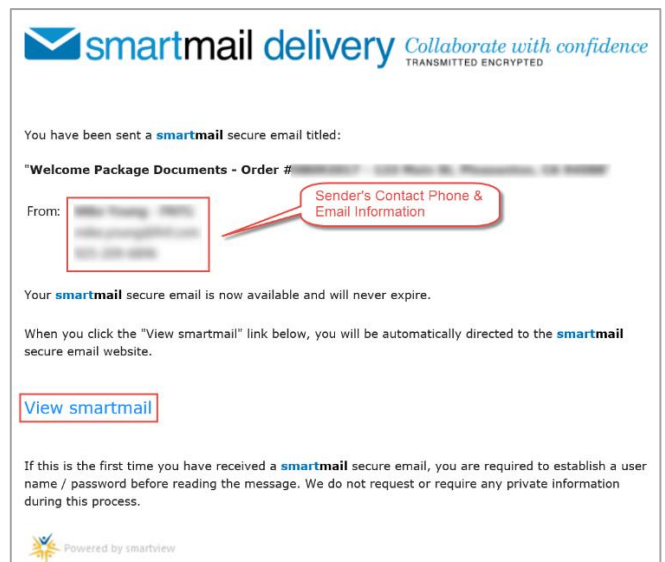 smartmail delivery Collaborate with confidence
TRANSMITTED ENCRYPTED
You have been sent a smartmail secure email titled:
"Welcome Package Documents - Order #
Sender's Contact Phone &
Email Information
From:
Your smartmail secure email is now available and will never expire.
When you click the "View smartmail" link below, you will be automatically directed to the smartmail
secure email website.
View smartmail
If this is the first time you have received a smartmail secure email, you are required to establish a user
name / password before reading the message. We do not request or require any private information
during this process.
Powered by smartview